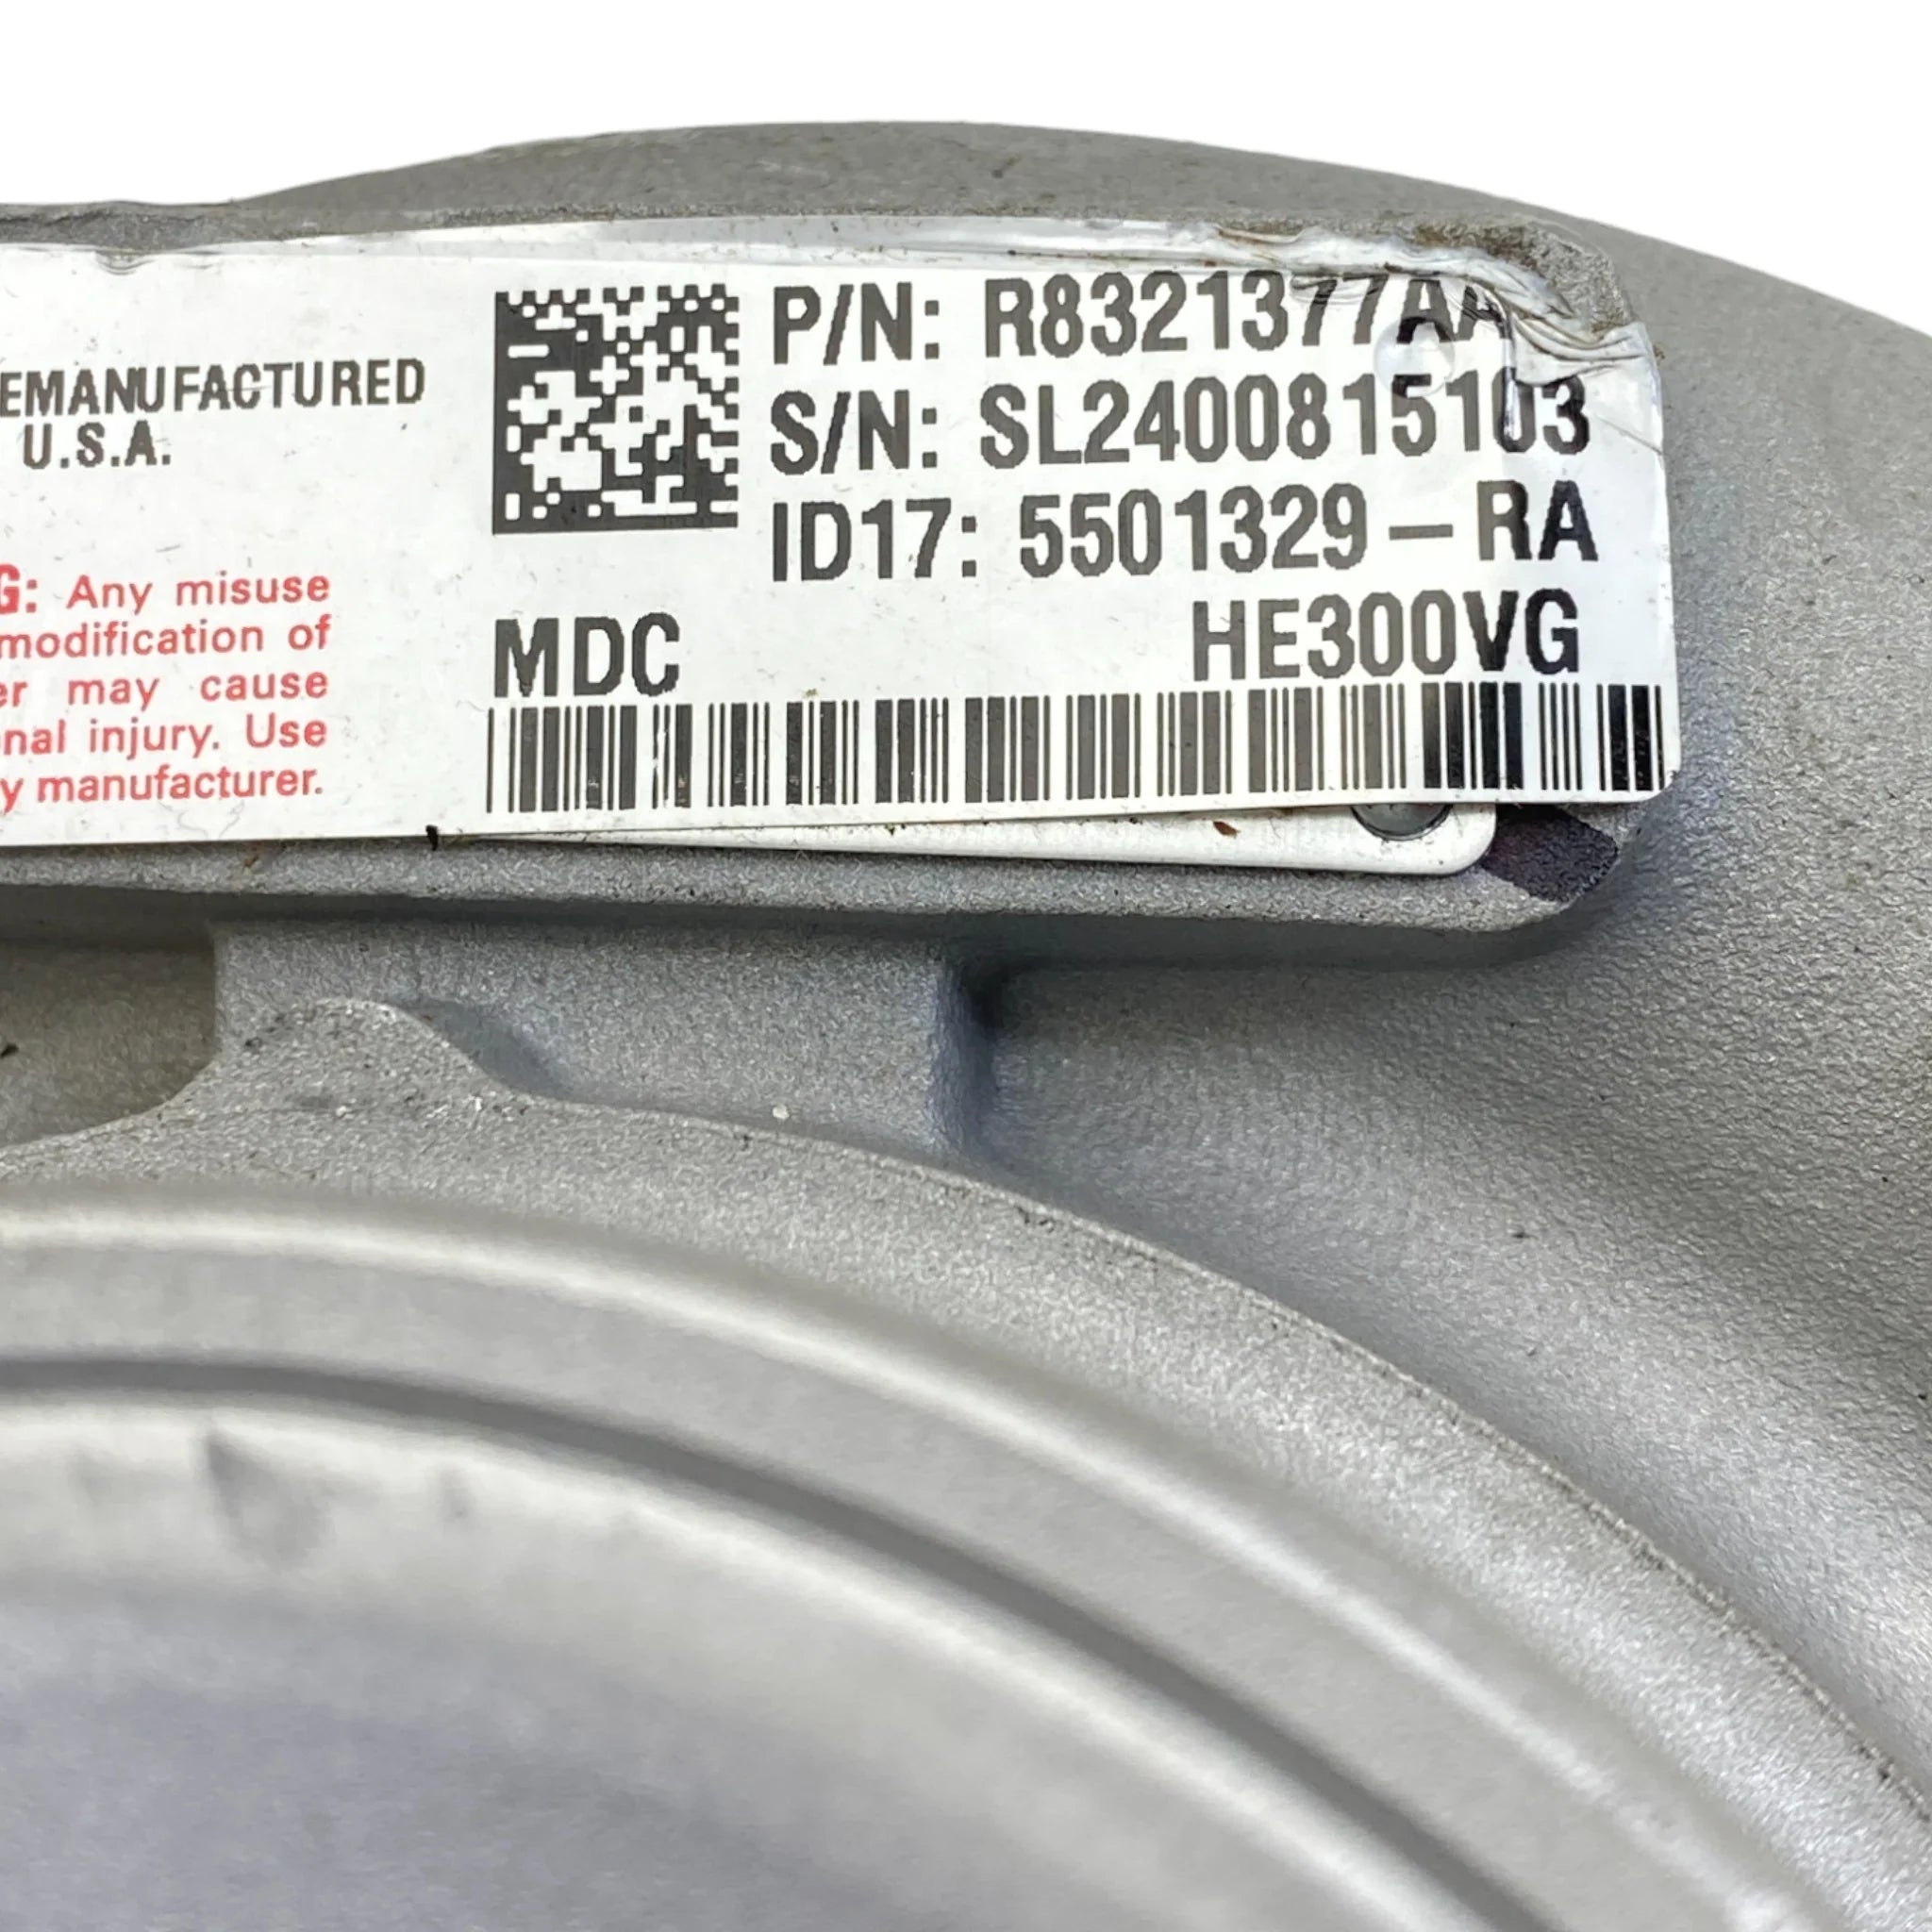 EMANUFACTURED
U.S.A.
G: Any misuse
modification of
er may cause
nal injury. Use
y manufacturer.
P/N: R8321377AA
S/N: SL2400815103
ID17: 5501329-RA
MDC HE300VG